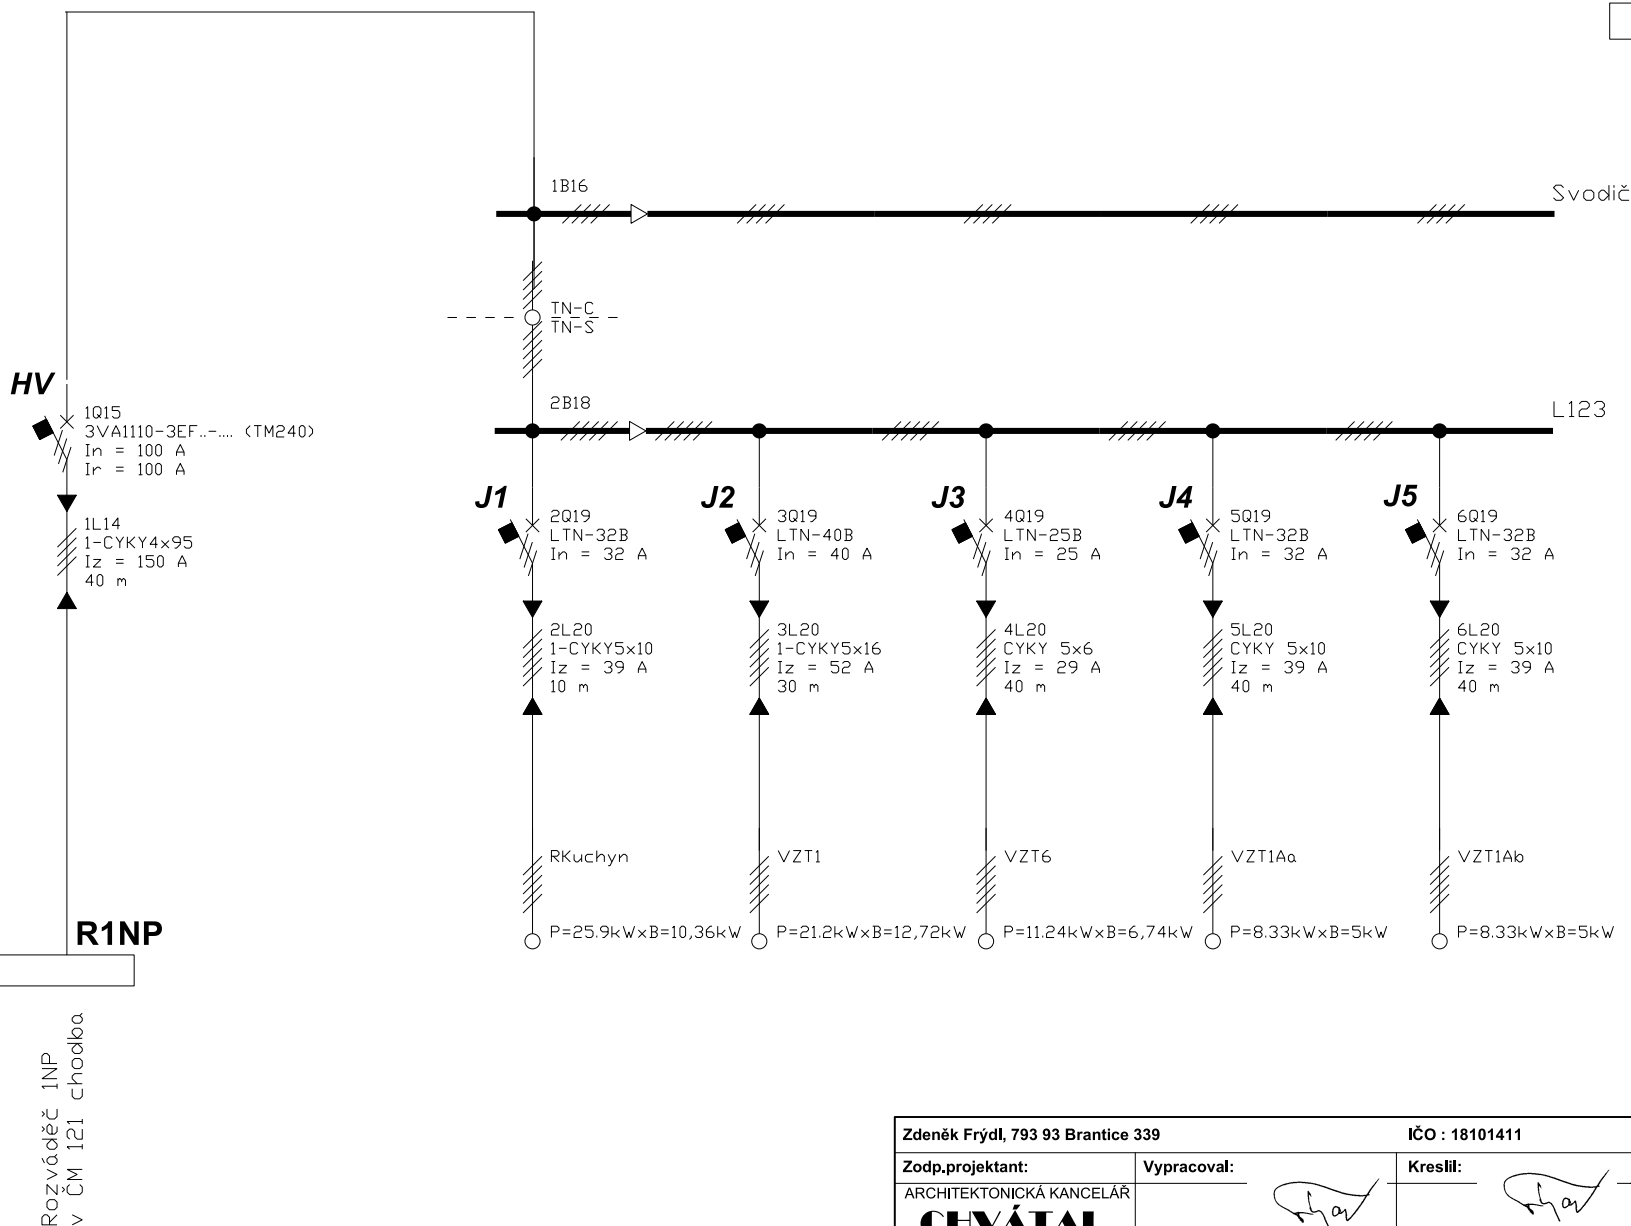 1B16
Svodič
TN-C
TN-S
HV
1Q15
3VA1110-3EF..-.... (TM240)
In = 100 A
Ir = 100 A
1L14
1-CYKY4x95
Iz = 150 A
40 m
2B18
L123
J1
2Q19
LTN-32B
In = 32 A
2L20
1-CYKY5x10
Iz = 39 A
10 m
RKuchyn
P=25.9kWxB=10,36kW
J2
3Q19
LTN-40B
In = 40 A
3L20
1-CYKY5x16
Iz = 52 A
30 m
VZT1
P=21.2kWxB=12,72kW
J3
4Q19
LTN-25B
In = 25 A
4L20
CYKY 5x6
Iz = 29 A
40 m
VZT6
P=11.24kWxB=6,74kW
J4
5Q19
LTN-32B
In = 32 A
5L20
CYKY 5x10
Iz = 39 A
40 m
VZT1Aa
P=8.33kWxB=5kW
J5
6Q19
LTN-32B
In = 32 A
6L20
CYKY 5x10
Iz = 39 A
40 m
VZT1Ab
P=8.33kWxB=5kW
R1NP
Rozváděč 1NP
v ČM 121 chodba
Zdeněk Frýdl, 793 93 Brantice 339
IČO : 18101411
Zodp.projektant:
Vypracoval:
Kreslil:
ARCHITEKTONICKÁ KANCELÁŘ
CHVÁTAL